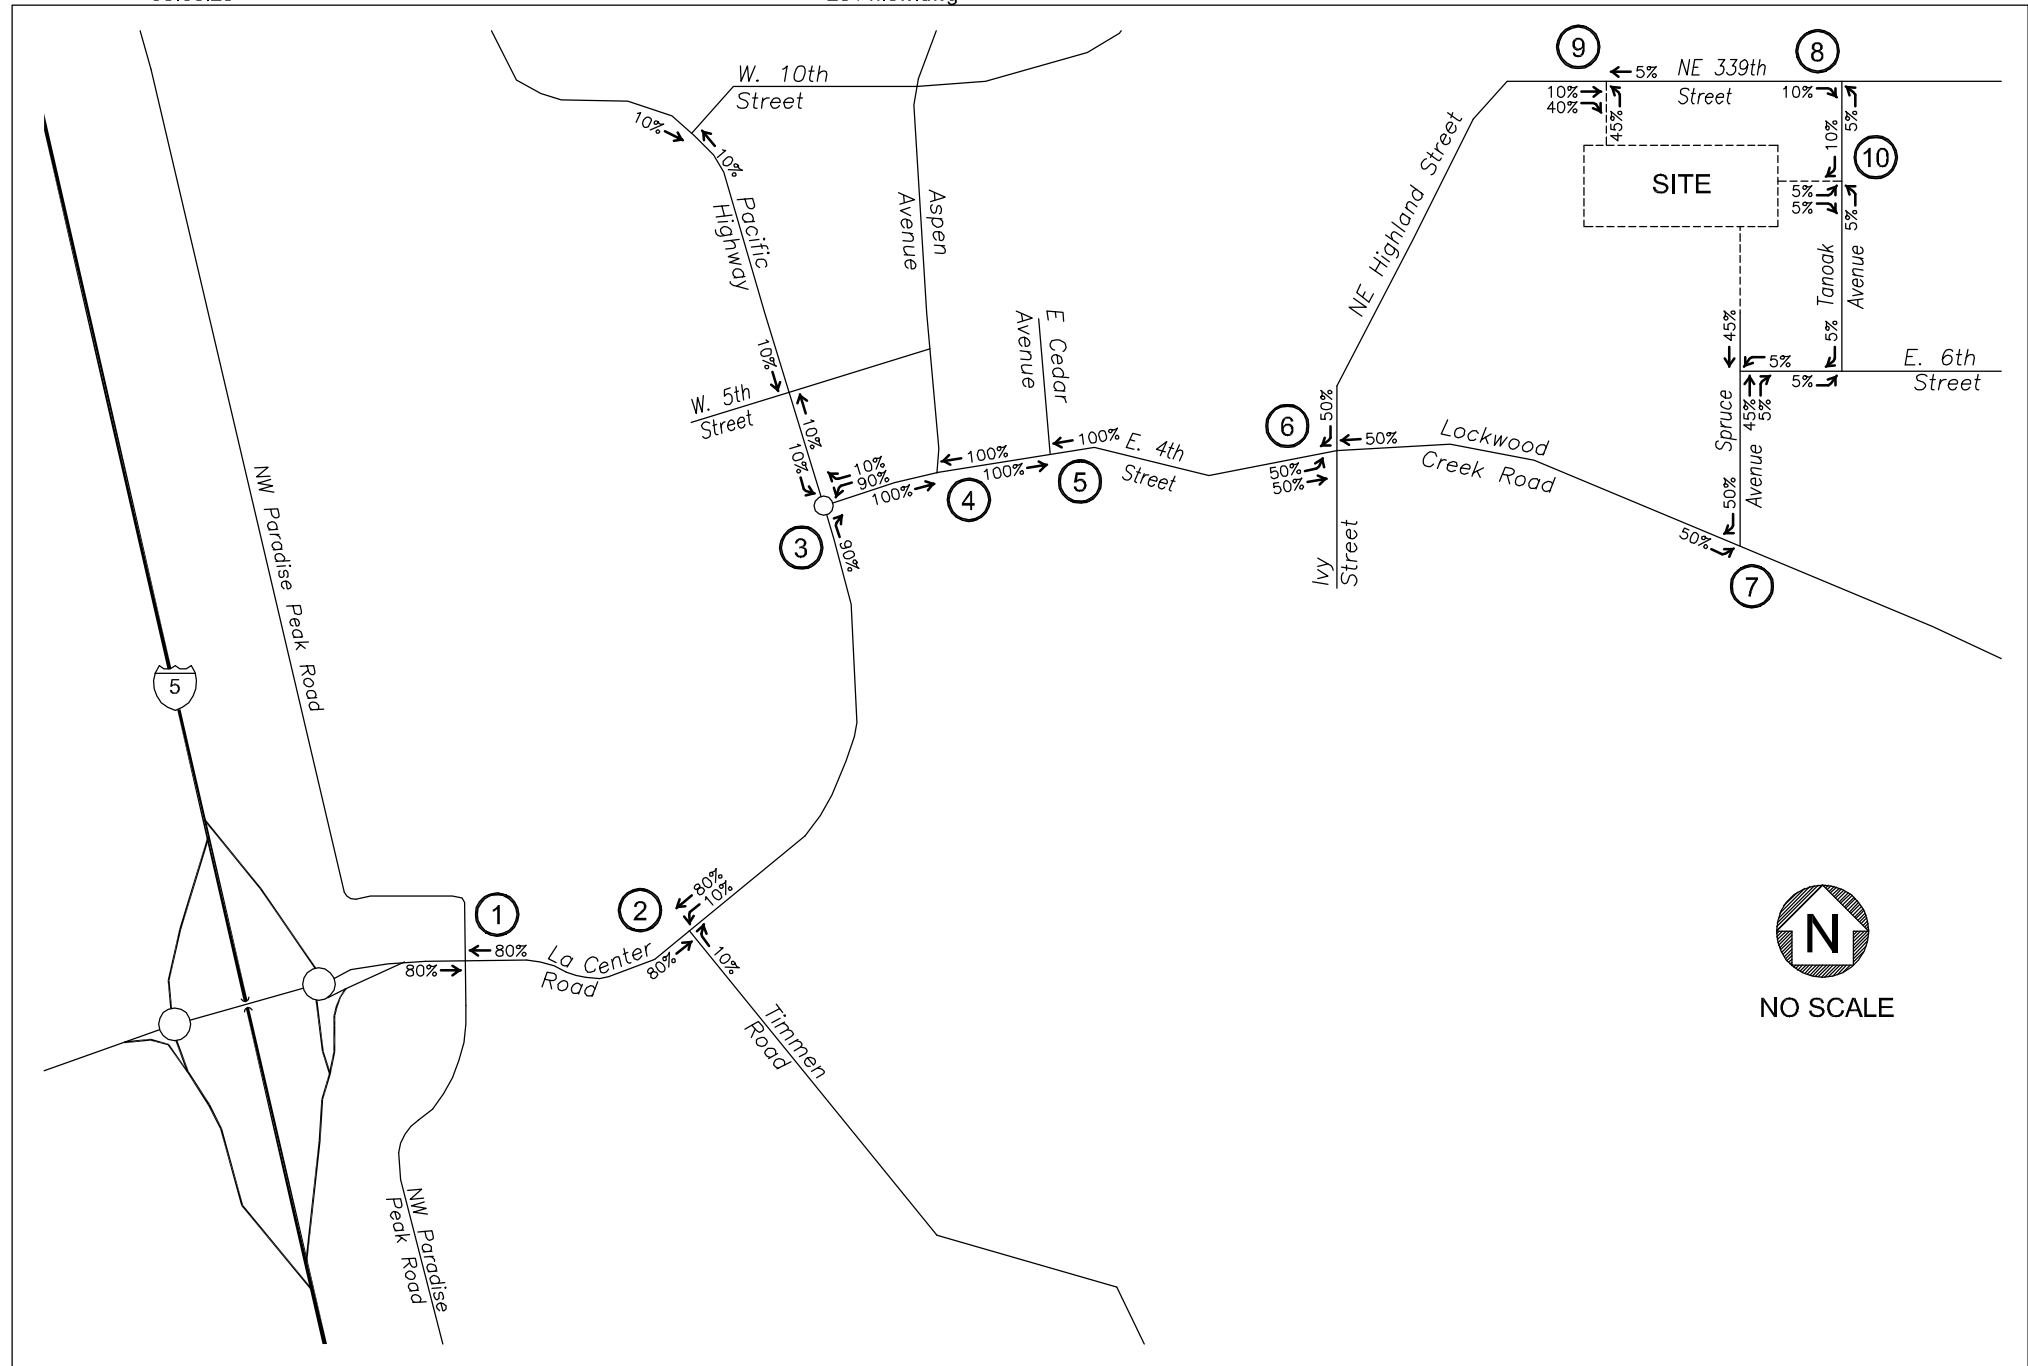 9
8
5%
NE 339th
Street
10%
40%
45%
10%
5%
10%
10
SITE
5%
5%
5%
Tanoak
Avenue
5%
45%
5%
E. 6th
Street
5%
45%
5%
Spruce
Avenue
50%
50%
7
W. 10th
Street
10%
10%
Pacific
Highway
Aspen
Avenue
10%
W. 5th
Street
10%
10%
10%
90%
100%
3
90%
100%
100%
4
E Cedar
Avenue
100%
5
E. 4th
Street
NE Highland Street
6
50%
50%
50%
50%
Lockwood
Creek Road
Ivy
Street
NW Paradise Peak Road
5
1
80%
80%
La Center
Road
2
80%
10%
80%
10%
Timmen
Road
NW Paradise
Peak Road
N
NO SCALE